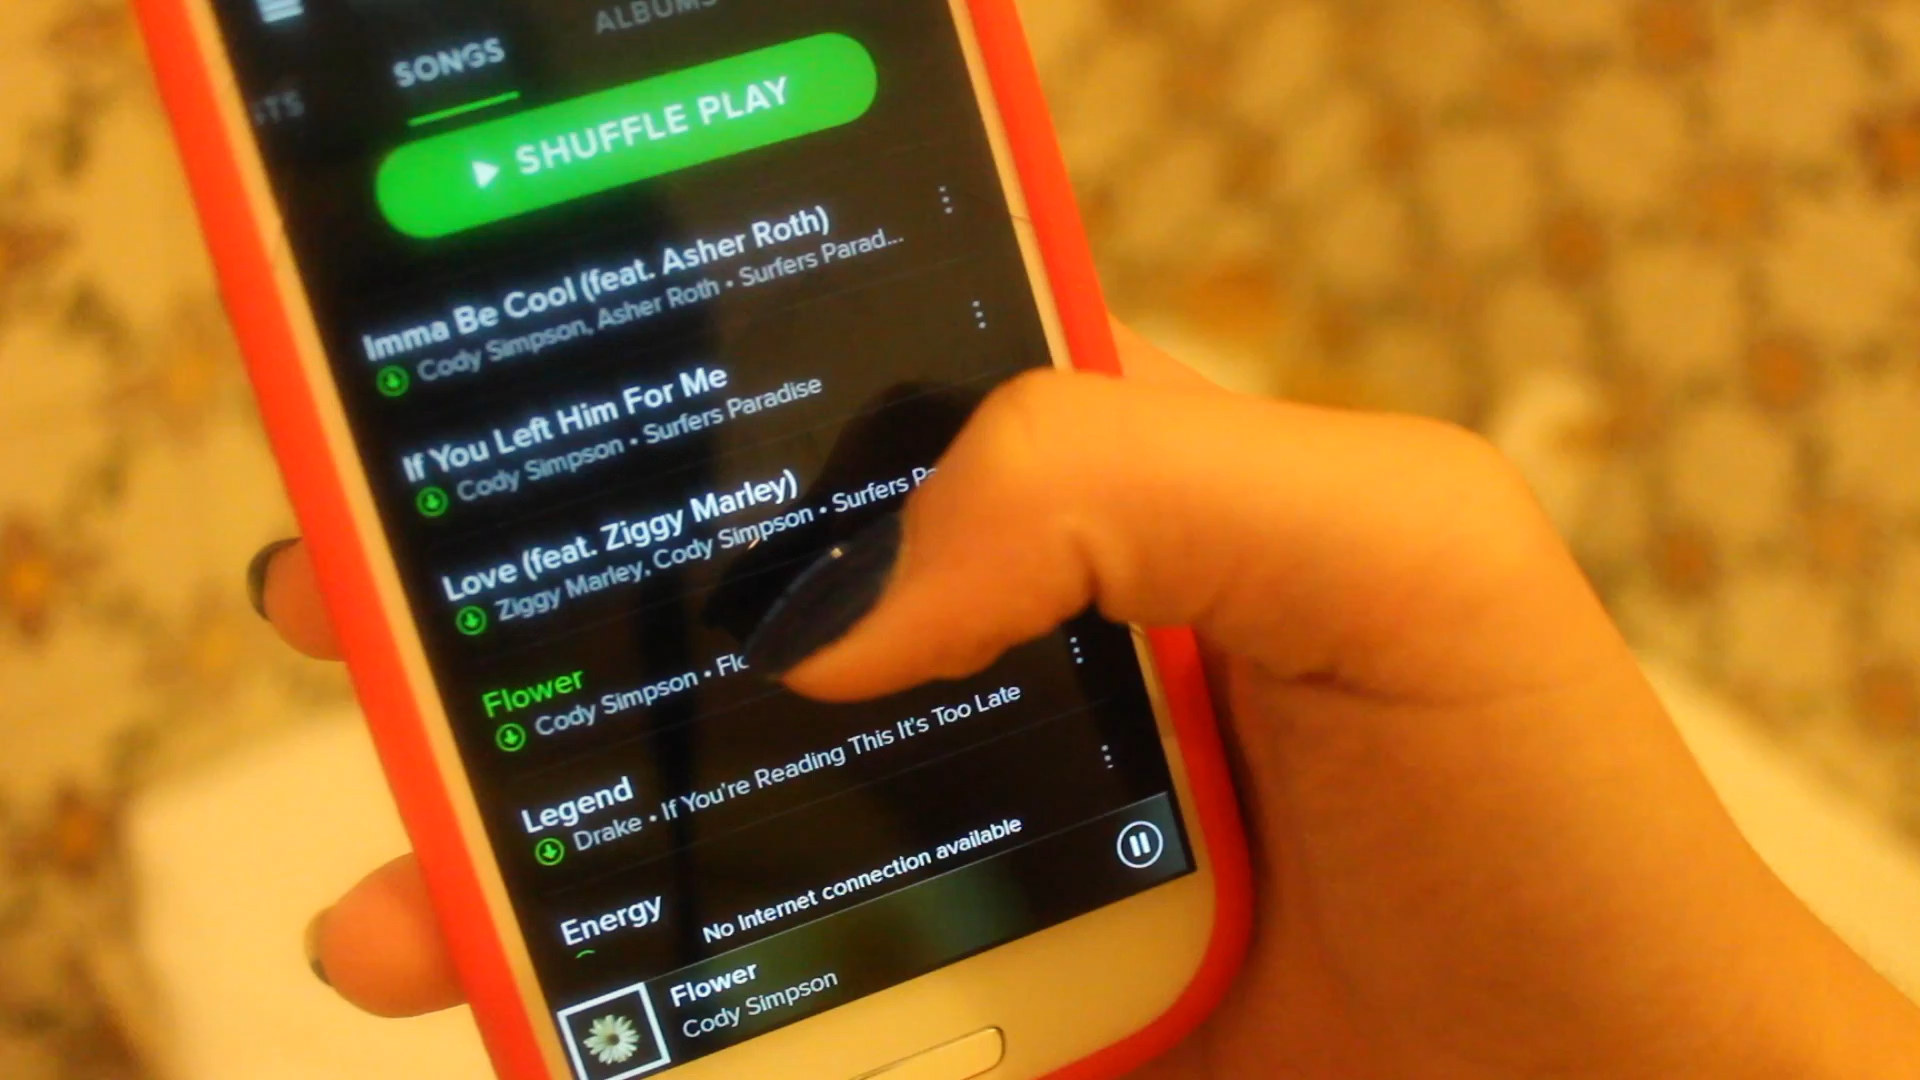 ALBUMS
SONGS
SHUFFLE PLAY
Imma Be Cool (feat. Asher Roth)
Cody Simpson, Asher Roth • Surfers Parad...
If You Left Him For Me
Cody Simpson • Surfers Paradise
Love (feat. Ziggy Marley)
Ziggy Marley, Cody Simpson • Surfers
Flower
Cody Simpson •
Legend
Drake • If You're Reading This It's Too Late
Energy
No Internet connection available
Flower
Cody Simpson